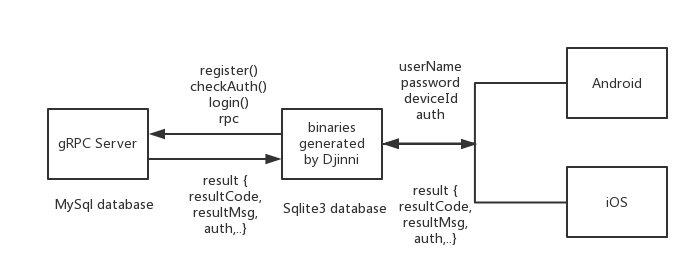 register()
checkAuth()
login()
rpc
userName
password
deviceId
auth
Android
gRPC Server
binaries
generated
by Djinni
result {
resultCode,
resultMsg,
auth,..}
result {
resultCode,
resultMsg,
auth,..}
MySql database
Sqlite3 database
iOS